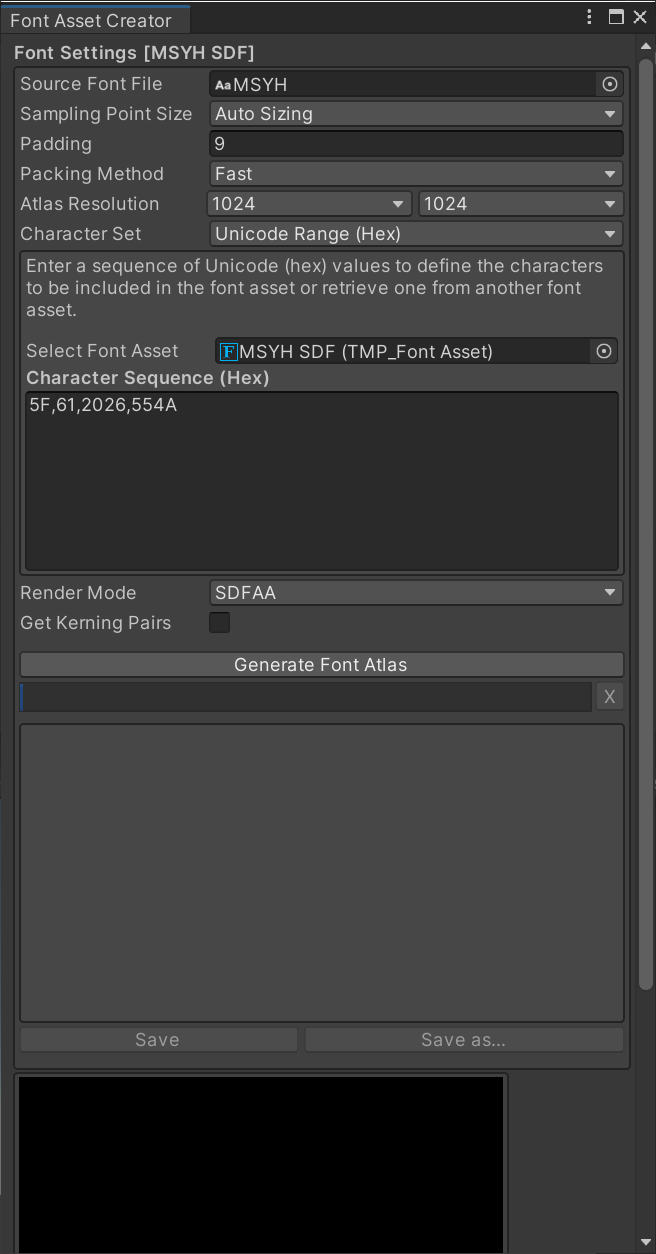 Font Asset Creator
Font Settings [MSYH SDF]
Source Font File Aa MSYH
Sampling Point Size Auto Sizing
Padding 9
Packing Method Fast
Atlas Resolution 1024 1024
Character Set Unicode Range (Hex)
Enter a sequence of Unicode (hex) values to define the characters
to be included in the font asset or retrieve one from another font
asset.
Select Font Asset F MSYH SDF (TMP_Font Asset)
Character Sequence (Hex)
5F,61,2026,554A
Render Mode SDFAA
Get Kerning Pairs
Generate Font Atlas
X
Save Save as...